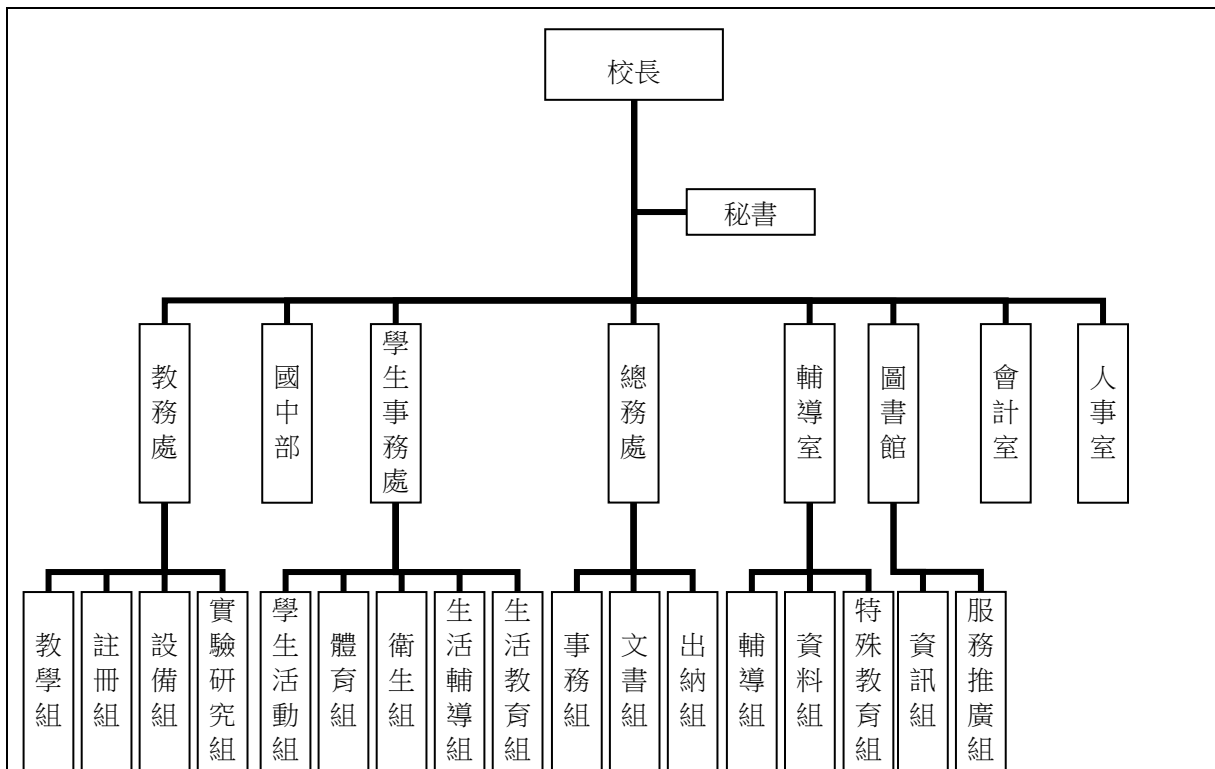 校長
秘書
教務處
國中部
學生事務處
總務處
輔導室
圖書館
會計室
人事室
教學組
註冊組
設備組
實驗研究組
學生活動組
體育組
衛生組
生活輔導組
生活教育組
事務組
文書組
出納組
輔導組
資料組
特殊教育組
資訊組
服務推廣組